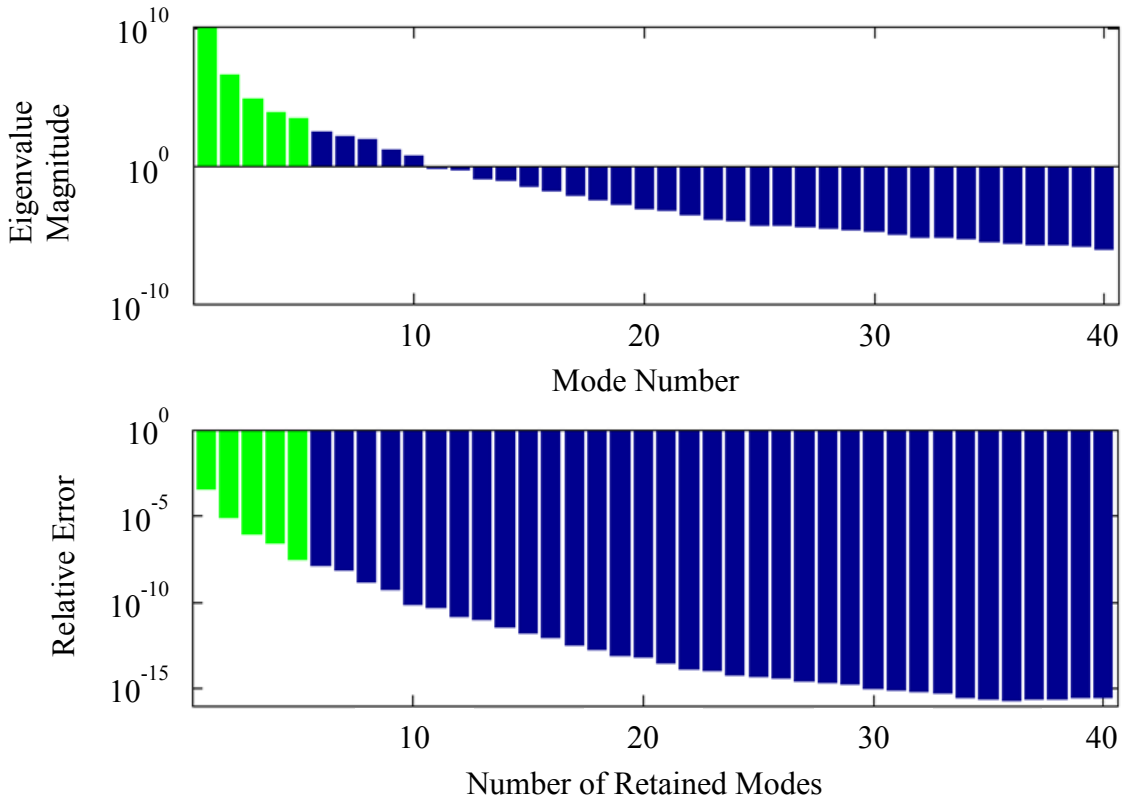 10^10
10^0
10^-10
Eigenvalue
Magnitude
10 20 30 40
Mode Number
10^0
10^-5
10^-10
10^-15
Relative Error
10 20 30 40
Number of Retained Modes